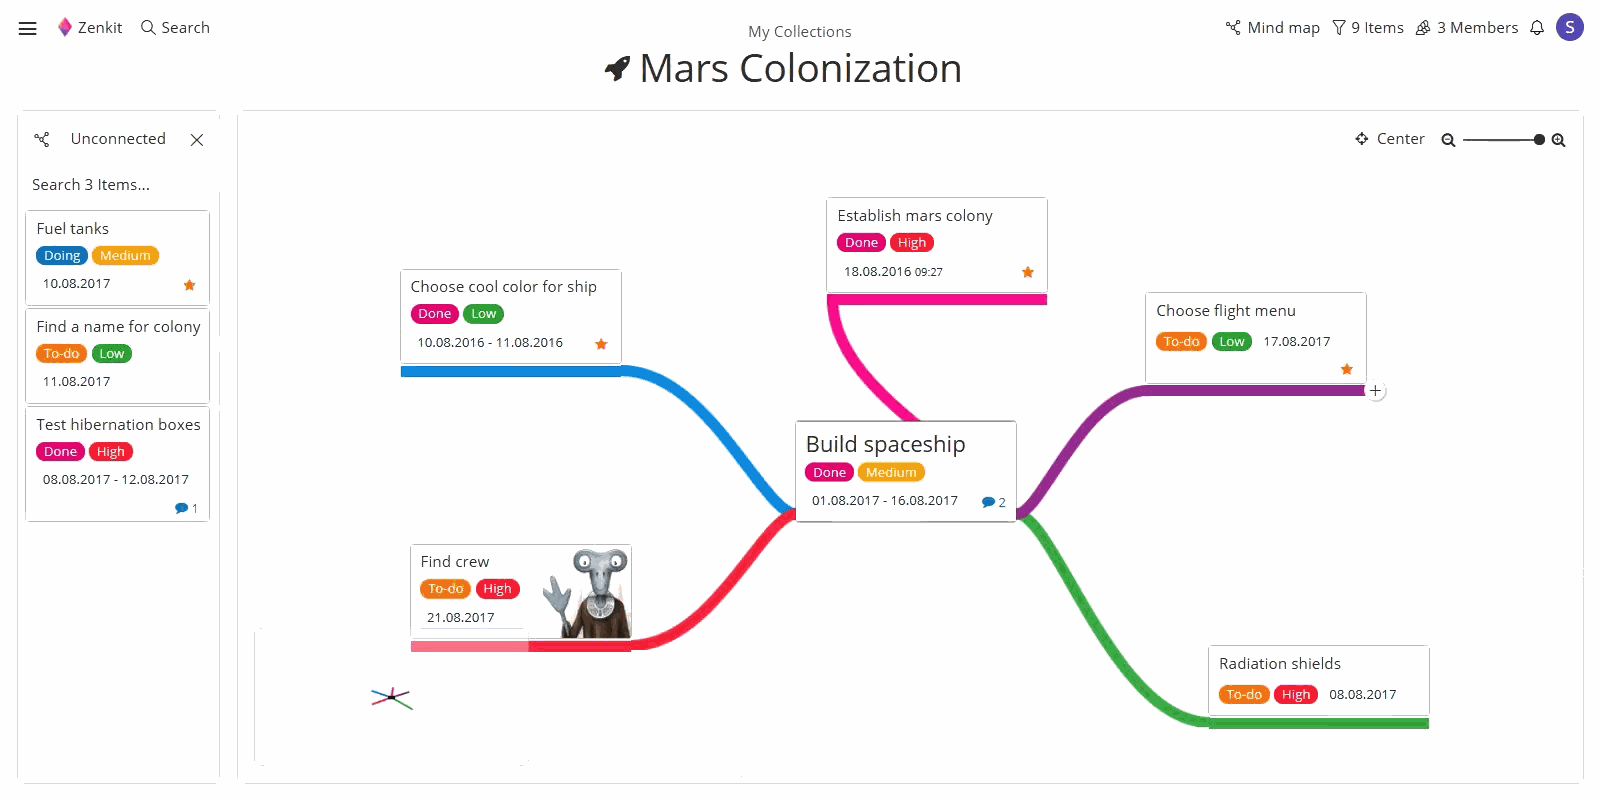 Zenkit
Search
My Collections
Mars Colonization
Mind map
9 Items
3 Members
S
Unconnected
Search 3 Items...
Fuel tanks
Doing Medium
10.08.2017
Find a name for colony
To-do Low
11.08.2017
Test hibernation boxes
Done High
08.08.2017 - 12.08.2017
1
Center
Establish mars colony
Done High
18.08.2016 09:27
Choose cool color for ship
Done Low
10.08.2016 - 11.08.2016
Choose flight menu
To-do Low 17.08.2017
Build spaceship
Done Medium
01.08.2017 - 16.08.2017 2
Find crew
To-do High
21.08.2017
Radiation shields
To-do High 08.08.2017